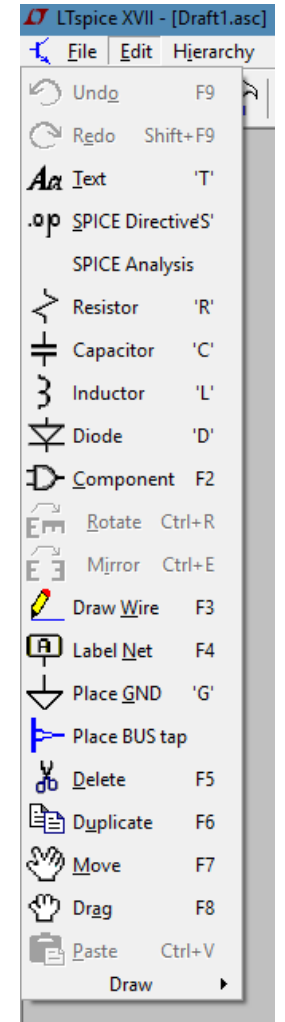 LTspice XVII - [Draft1.asc]
File Edit Hierarchy
Undo F9
Redo Shift+F9
Aa Text 'T'
.op SPICE Directive'S'
SPICE Analysis
Resistor 'R'
Capacitor 'C'
Inductor 'L'
Diode 'D'
Component F2
Rotate Ctrl+R
Mirror Ctrl+E
Draw Wire F3
A Label Net F4
Place GND 'G'
Place BUS tap
Delete F5
Duplicate F6
Move F7
Drag F8
Paste Ctrl+V
Draw